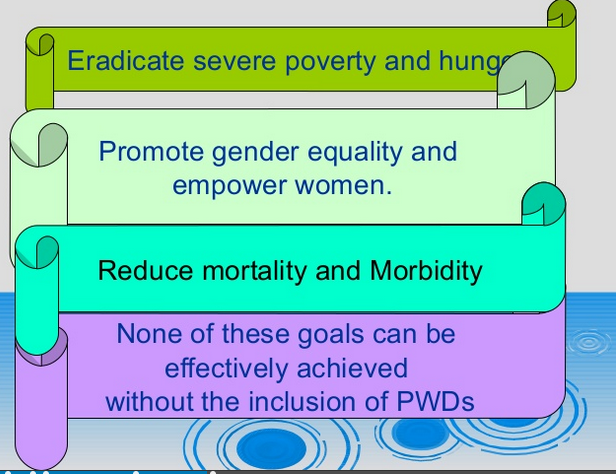 Eradicate severe poverty and
Promote gender equality and
empower women.
Reduce mortality and Morbidity
None of these goals can be
effectively achieved
without the inclusion of PWDs